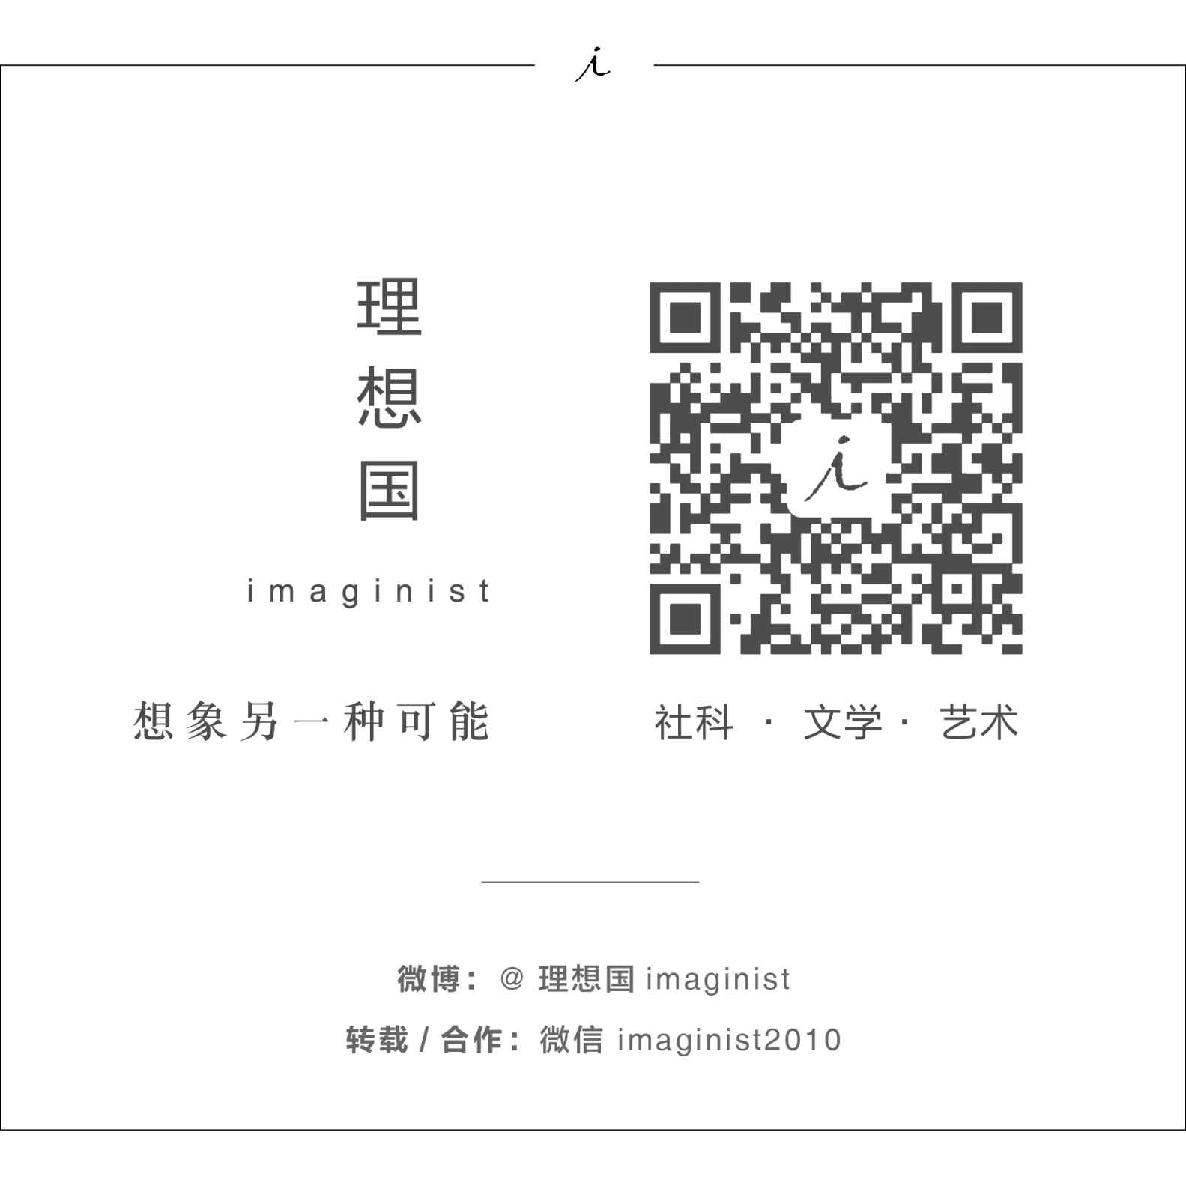 i
理
想
国
imaginist
想象另一种可能
i
社科 · 文学 · 艺术
微博：@ 理想国 imaginist
转载 / 合作：微信 imaginist2010